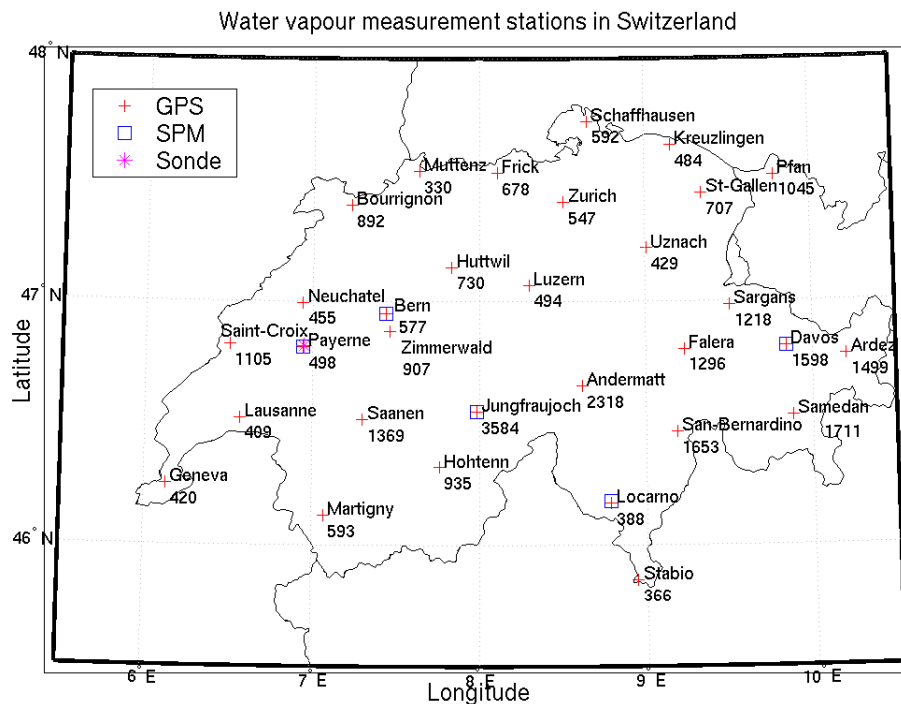 Water vapour measurement stations in Switzerland
48° N
GPS
SPM
Sonde
Schaffhausen
592
Kreuzlingen
484
Muttenz
330
Frick
678
Pfan
1045
St-Gallen
707
Bourrignon
892
Zurich
547
Uznach
429
Huttwil
730
Luzern
494
47° N
Neuchatel
455
Bern
577
Sargans
1218
Saint-Croix
1105
Payerne
498
Zimmerwald
907
Falera
1296
Davos
1598
Ardez
1499
Andermatt
2318
Lausanne
409
Saanen
1369
Jungfraujoch
3584
San-Bernardino
1653
Samedan
1711
Hohtenn
935
Geneva
420
Martigny
593
Locarno
388
46° N
Stabio
366
Latitude
6° E
7° E
8° E
9° E
10° E
Longitude